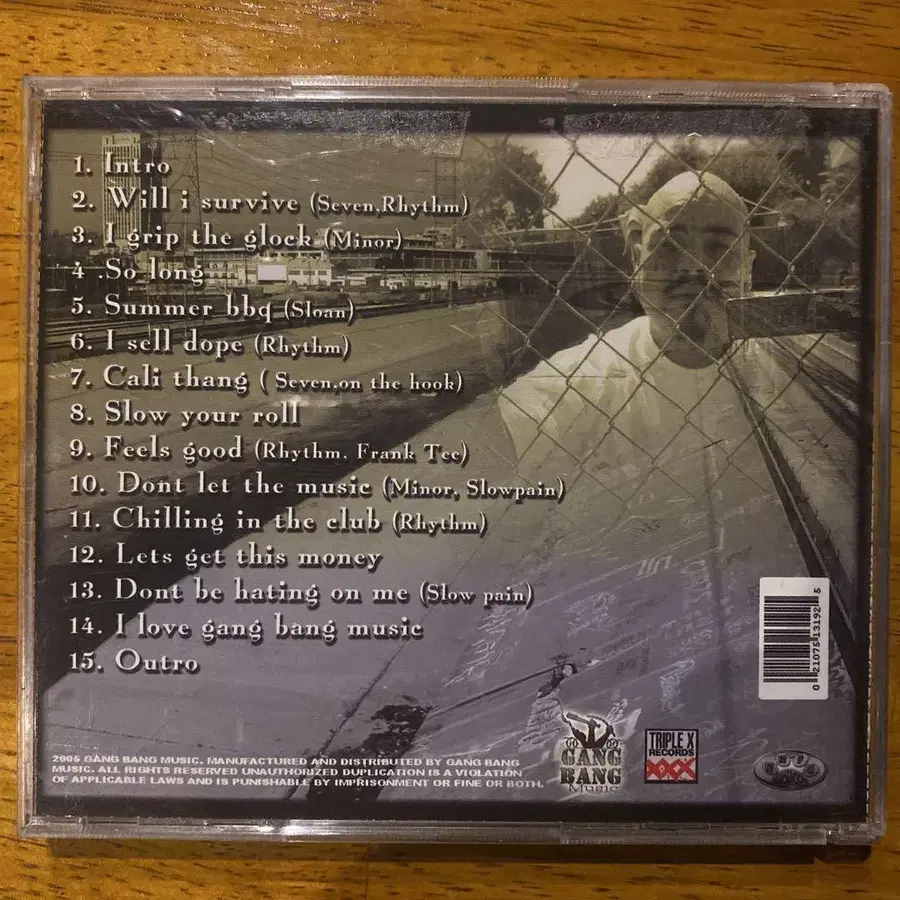 1. Intro
2. Will i survive (Seven,Rhythm)
3. I grip the glock (Minor)
4 .So long
5. Summer bbq (Sloan)
6. I sell dope (Rhythm)
7. Cali thang ( Seven,on the hook)
8. Slow your roll
9. Feels good (Rhythm. Frank Tee)
10. Dont let the music (Minor, Slowpain)
11. Chilling in the club (Rhythm)
12. Lets get this money
13. Dont be hating on me (Slow pain)
14. I love gang bang music
15. Outro
0 21075 13192 5
2005 GANG BANG MUSIC. MANUFACTURED AND DISTRIBUTED BY GANG BANG
MUSIC. ALL RIGHTS RESERVED UNAUTHORIZED DUPLICATION IS A VIOLATION
OF APPLICABLE LAWS AND IS PUNISHABLE BY IMPRISONMENT OR FINE OR BOTH.
GANG
BANG
Music
TRIPLE X
RECORDS
XXX